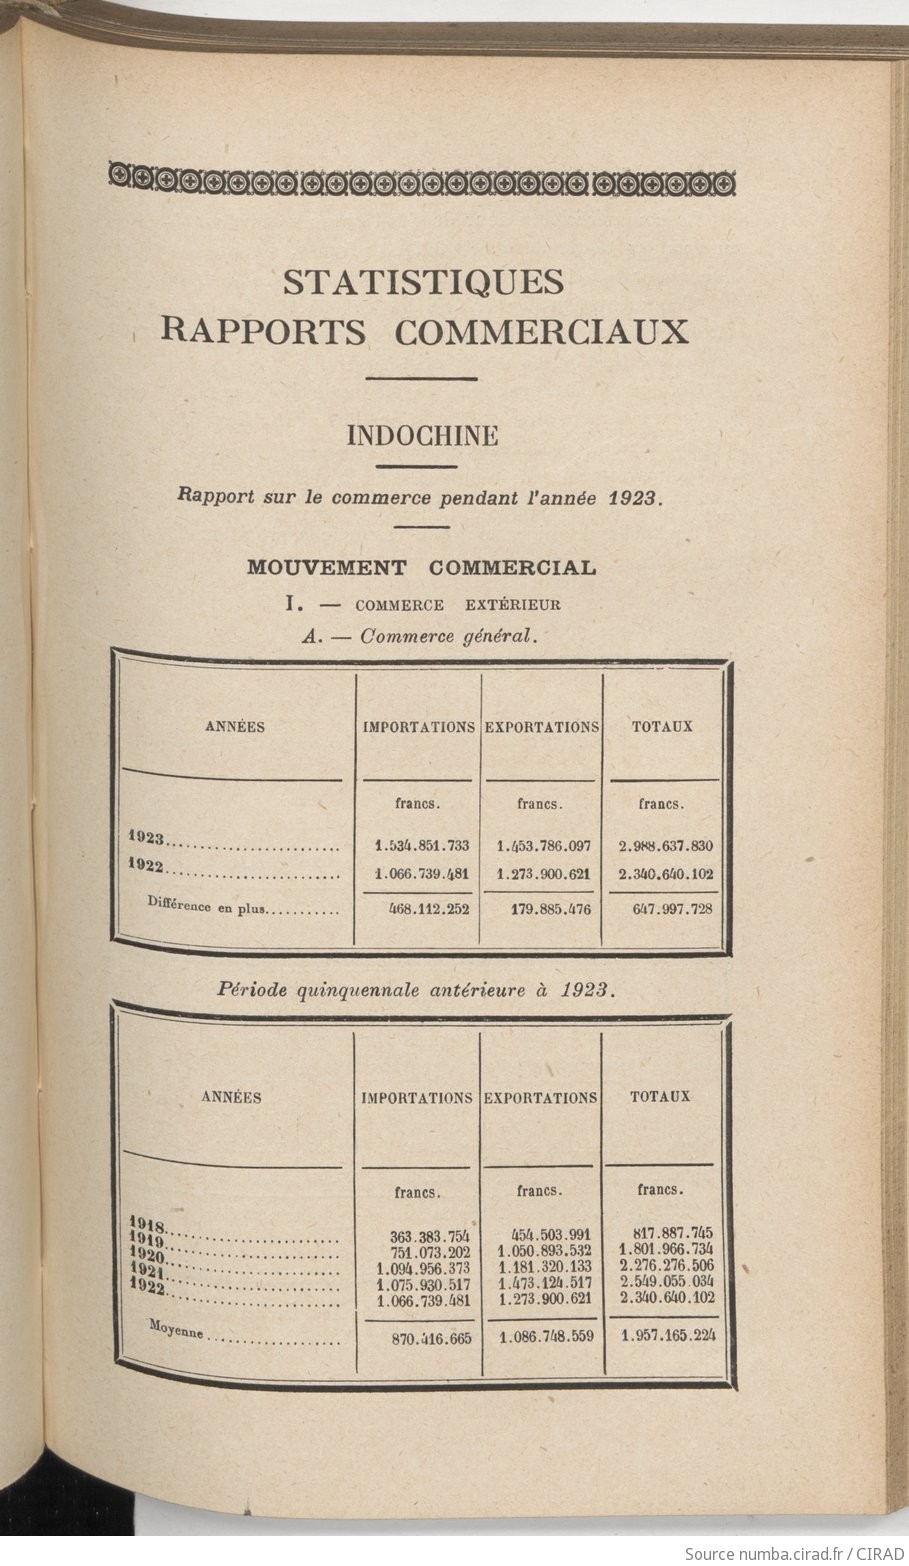 STATISTIQUES
RAPPORTS COMMERCIAUX
INDOCHINE
Rapport sur le commerce pendant l'année 1923.
MOUVEMENT COMMERCIAL
I. — COMMERCE EXTÉRIEUR
A. — Commerce général.
ANNÉES IMPORTATIONS EXPORTATIONS TOTAUX
francs. francs. francs.
1923........................ 1.534.851.733 1.453.786.097 2.988.637.830
1922........................ 1.066.739.481 1.273.900.621 2.340.640.102
Différence en plus........... 468.112.252 179.885.476 647.997.728
Période quinquennale antérieure à 1923.
ANNÉES IMPORTATIONS EXPORTATIONS TOTAUX
francs. francs. francs.
1918........................ 363.383.754 454.503.991 817.887.745
1919........................ 751.073.202 1.050.893.532 1.801.966.734
1920........................ 1.094.956.373 1.181.320.133 2.276.276.506
1921........................ 1.075.930.517 1.473.124.517 2.549.055 034
1922........................ 1.066.739.481 1.273.900.621 2.340.640.102
Moyenne.................. 870.416.665 1.086.748.559 1.957.165.224
Source numba.cirad.fr / CIRAD